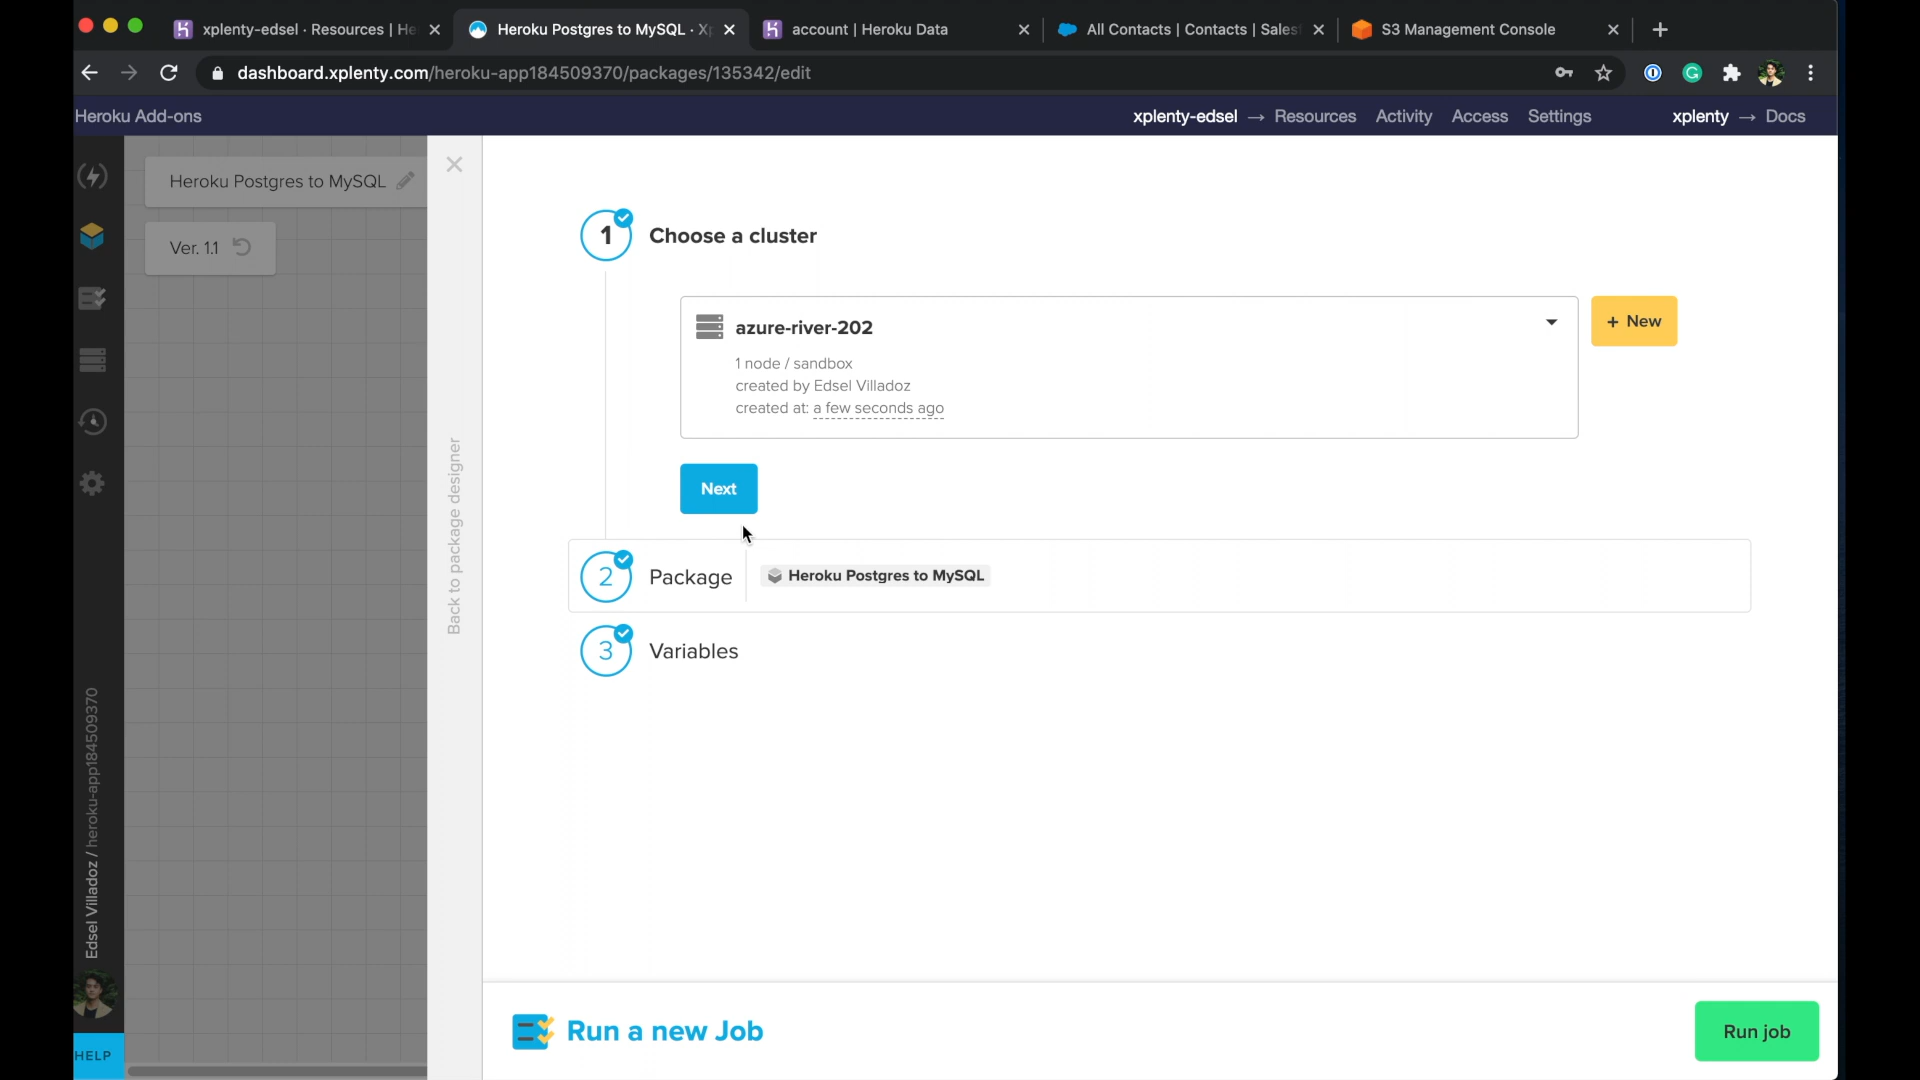 xplenty-edsel · Resources | He
Heroku Postgres to MySQL · X
account | Heroku Data
All Contacts | Contacts | Sales
S3 Management Console
dashboard.xplenty.com/heroku-app184509370/packages/135342/edit
Heroku Add-ons
xplenty-edsel → Resources Activity Access Settings
xplenty → Docs
Heroku Postgres to MySQL
Ver. 1.1
Back to package designer
Edsel Villadoz / heroku-app184509370
HELP
1 Choose a cluster
azure-river-202
1 node / sandbox
created by Edsel Villadoz
created at: a few seconds ago
+ New
Next
2 Package Heroku Postgres to MySQL
3 Variables
Run a new Job
Run job